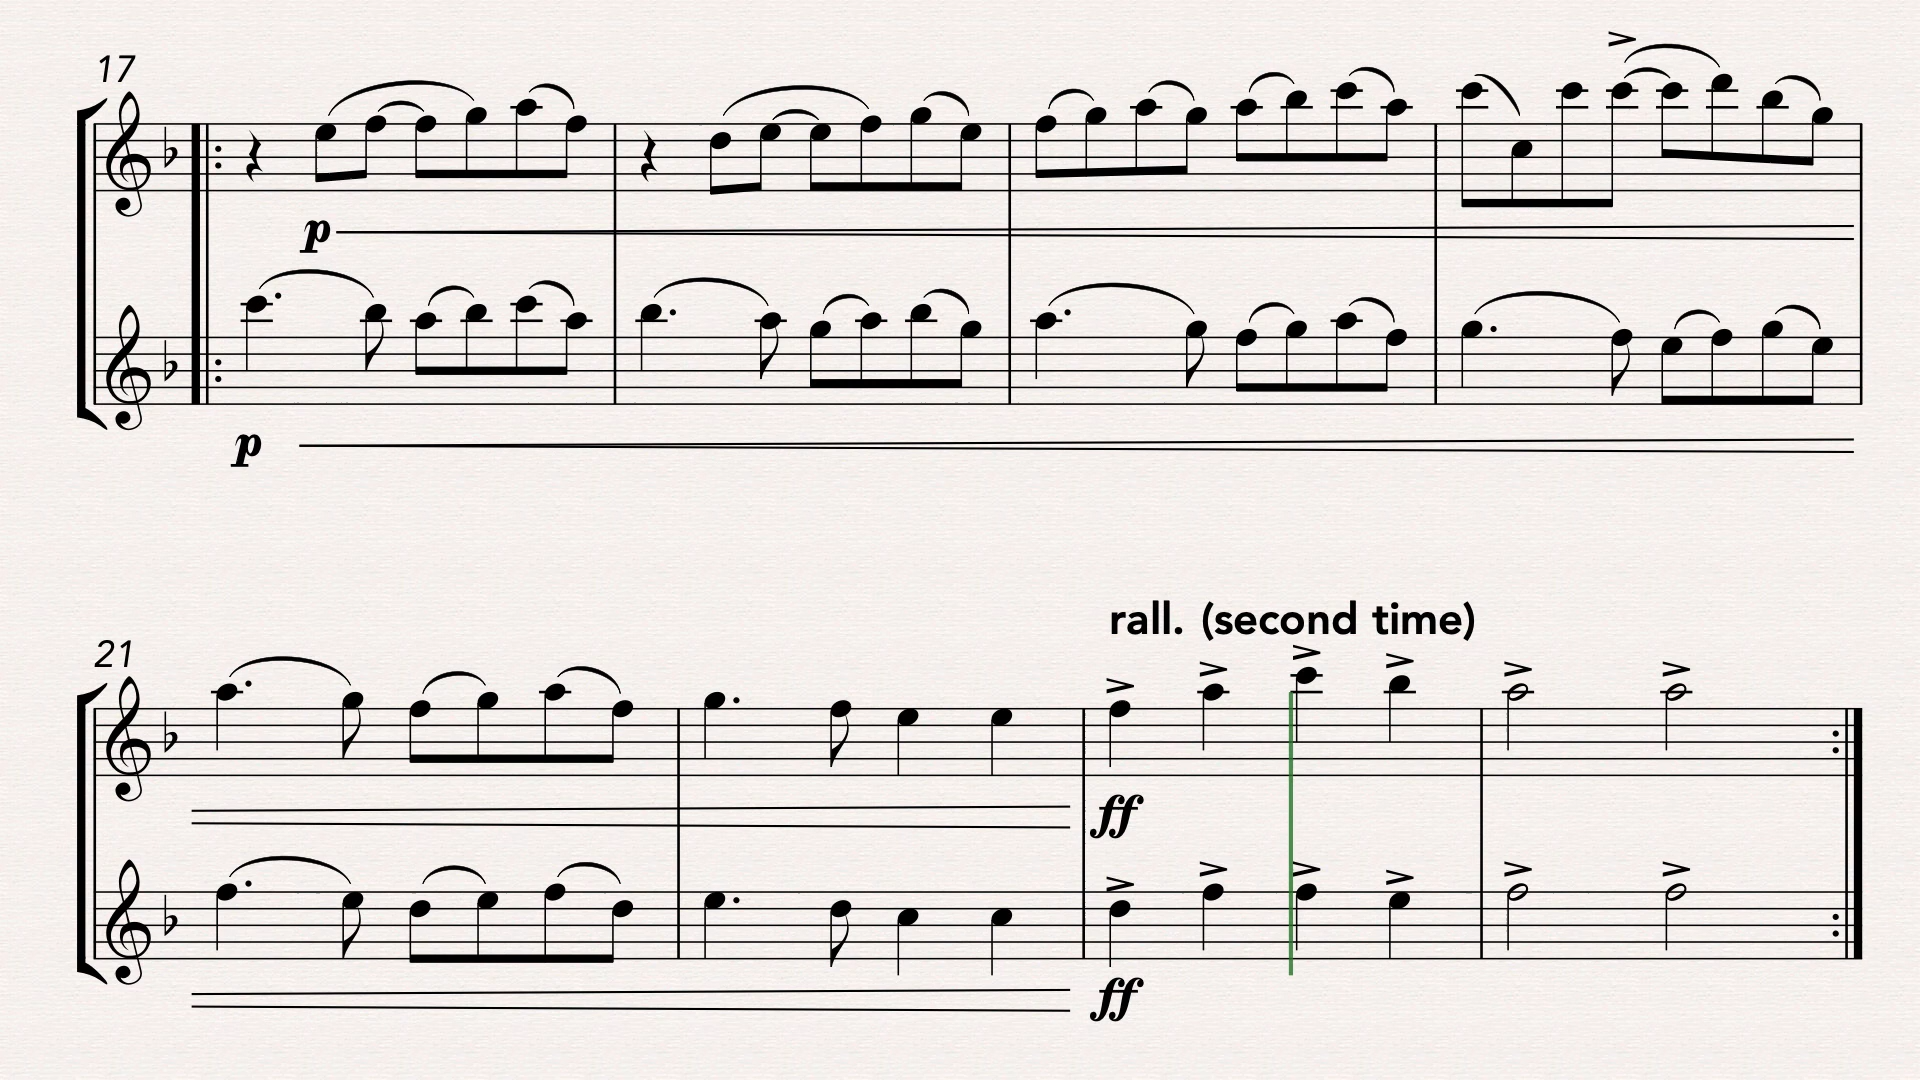 17
p
p
rall. (second time)
21
ff
ff